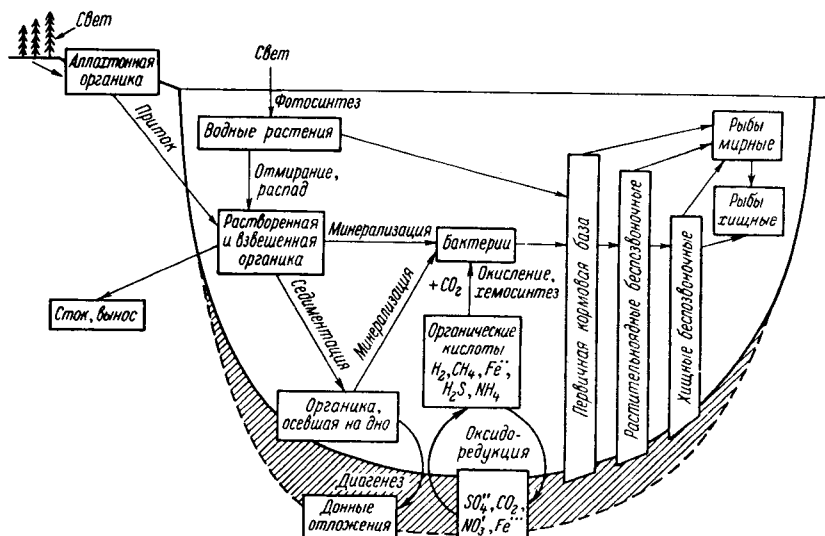 Свет
Аллохтонная
органика
Приток
Свет
Фотосинтез
Водные растения
Отмирание,
распад
Растворенная
и взвешенная
органика
Минерализация
Бактерии
Сток, вынос
Седиментация
Минерализация
+CO₂
Окисление,
хемосинтез
Органические
кислоты
H₂, CH₄, Fe··,
H₂S, NH₄
Органика,
осевшая на дно
Оксидо-
редукция
Диагенез
Донные
отложения
SO₄'', CO₂,
NO₃', Fe···
Первичная кормовая база
Растительноядные беспозвоночные
Хищные беспозвоночные
Рыбы
мирные
Рыбы
хищные